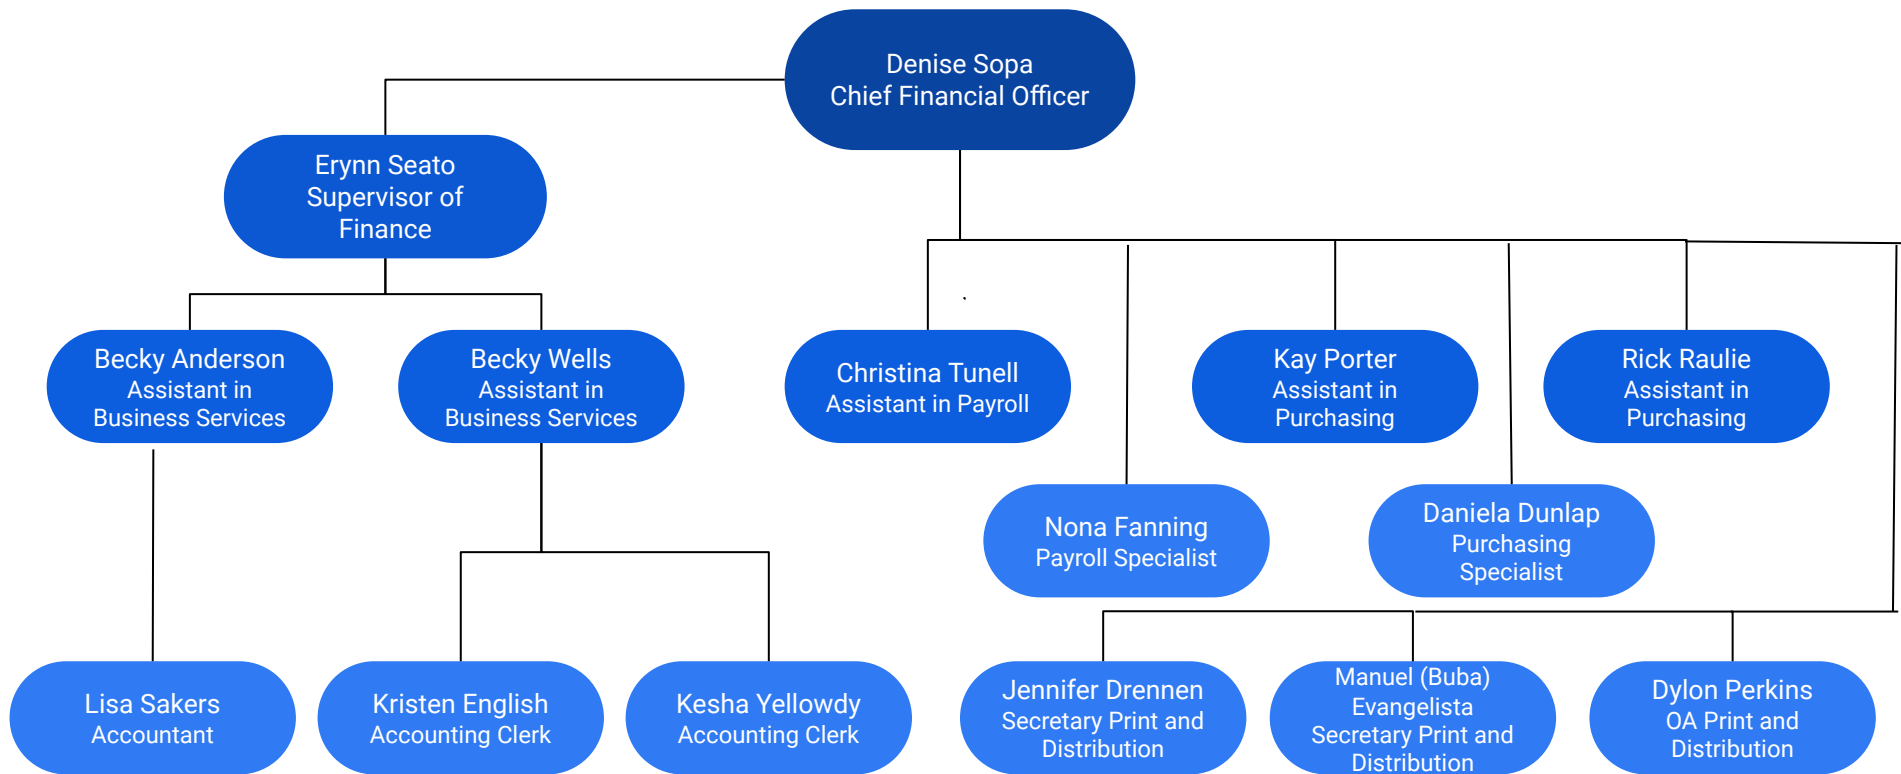 Denise Sopa
Chief Financial Officer
Erynn Seato
Supervisor of
Finance
Becky Anderson
Assistant in
Business Services
Becky Wells
Assistant in
Business Services
Christina Tunell
Assistant in Payroll
Kay Porter
Assistant in
Purchasing
Rick Raulie
Assistant in
Purchasing
Nona Fanning
Payroll Specialist
Daniela Dunlap
Purchasing
Specialist
Lisa Sakers
Accountant
Kristen English
Accounting Clerk
Kesha Yellowdy
Accounting Clerk
Jennifer Drennen
Secretary Print and
Distribution
Manuel (Buba)
Evangelista
Secretary Print and
Distribution
Dylon Perkins
OA Print and
Distribution